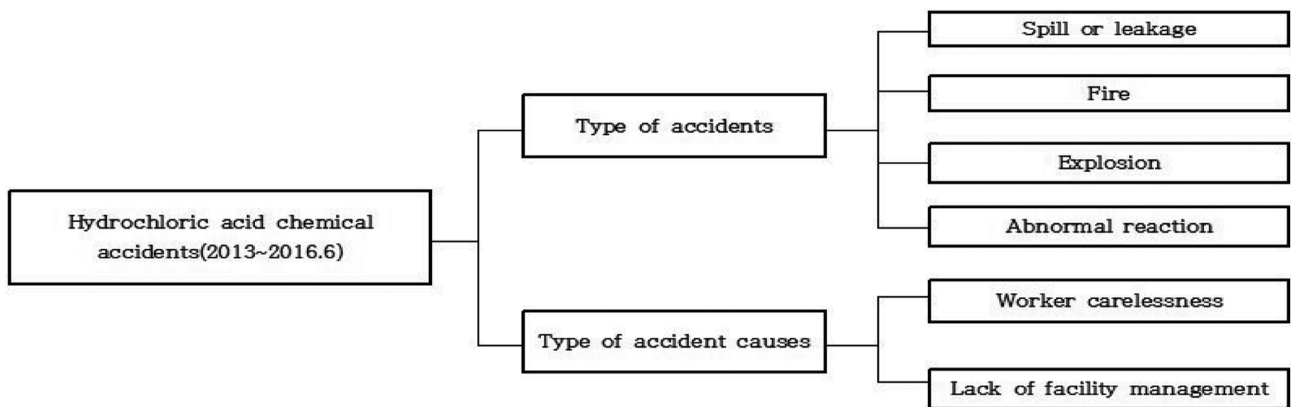 Hydrochloric acid chemical
accidents(2013~2016.6)
Type of accidents
Spill or leakage
Fire
Explosion
Abnormal reaction
Type of accident causes
Worker carelessness
Lack of facility management